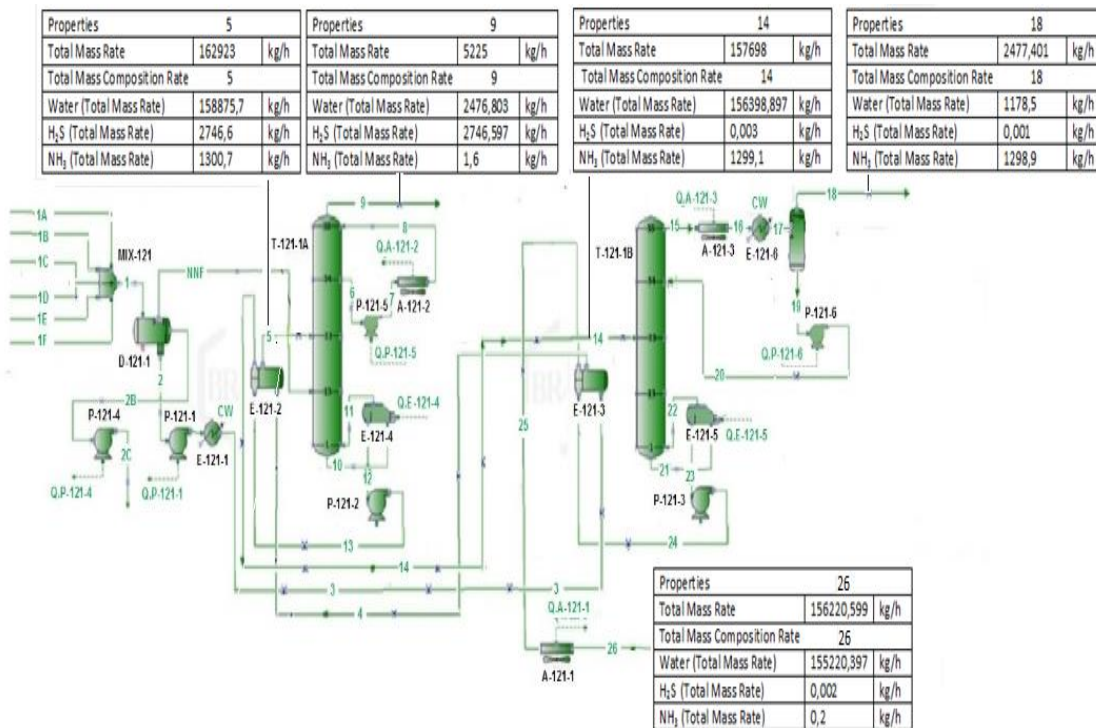 Properties 5
Total Mass Rate 162923 kg/h
Total Mass Composition Rate 5
Water (Total Mass Rate) 158875,7 kg/h
H₂S (Total Mass Rate) 2746,6 kg/h
NH₃ (Total Mass Rate) 1300,7 kg/h
Properties 9
Total Mass Rate 5225 kg/h
Total Mass Composition Rate 9
Water (Total Mass Rate) 2476,803 kg/h
H₂S (Total Mass Rate) 2746,597 kg/h
NH₃ (Total Mass Rate) 1,6 kg/h
Properties 14
Total Mass Rate 157698 kg/h
Total Mass Composition Rate 14
Water (Total Mass Rate) 156398,897 kg/h
H₂S (Total Mass Rate) 0,003 kg/h
NH₃ (Total Mass Rate) 1299,1 kg/h
Properties 18
Total Mass Rate 2477,401 kg/h
Total Mass Composition Rate 18
Water (Total Mass Rate) 1178,5 kg/h
H₂S (Total Mass Rate) 0,001 kg/h
NH₃ (Total Mass Rate) 1298,9 kg/h
1A
1B
1C
1D
1E
1F
MIX-121
1
NNF
D-121-1
2
2B
P-121-4
P-121-1
CW
2C
E-121-1
Q.P-121-4
Q.P-121-1
5
E-121-2
T-121-1A
9
8
Q.A-121-2
6
7
P-121-5
A-121-2
Q.P-121-5
11
Q.E-121-4
E-121-4
1
10
12
P-121-2
13
14
3
3
4
14
25
E-121-3
T-121-1B
Q.A-121-3
15
16
CW
17
18
A-121-3
E-121-6
19
P-121-6
Q.P-121-6
20
22
E-121-5
Q.E-121-5
1
21
23
P-121-3
24
Q.A-121-1
26
A-121-1
Properties 26
Total Mass Rate 156220,599 kg/h
Total Mass Composition Rate 26
Water (Total Mass Rate) 155220,397 kg/h
H₂S (Total Mass Rate) 0,002 kg/h
NH₃ (Total Mass Rate) 0,2 kg/h